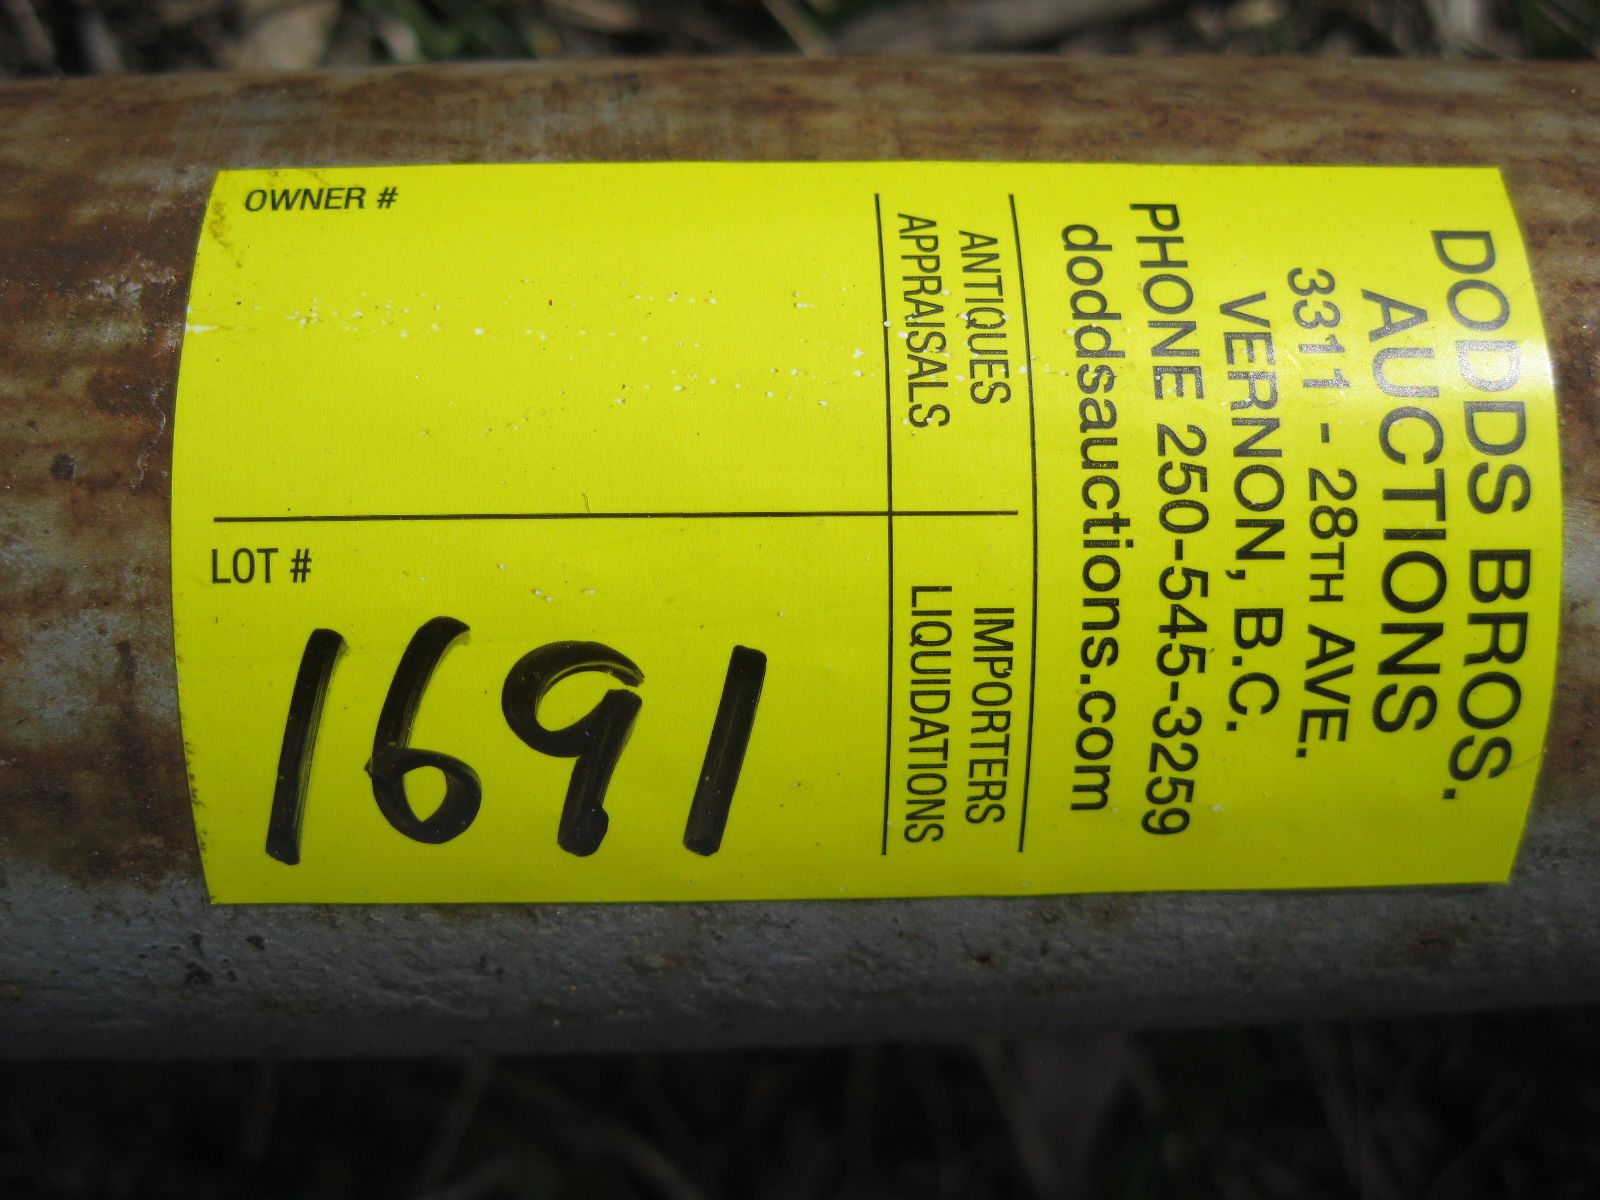 DODDS BROS.
AUCTIONS
3311 - 28TH AVE.
VERNON, B.C.
PHONE 250-545-3259
doddsauctions.com
ANTIQUES IMPORTERS
APPRAISALS LIQUIDATIONS
OWNER #
LOT #
1691